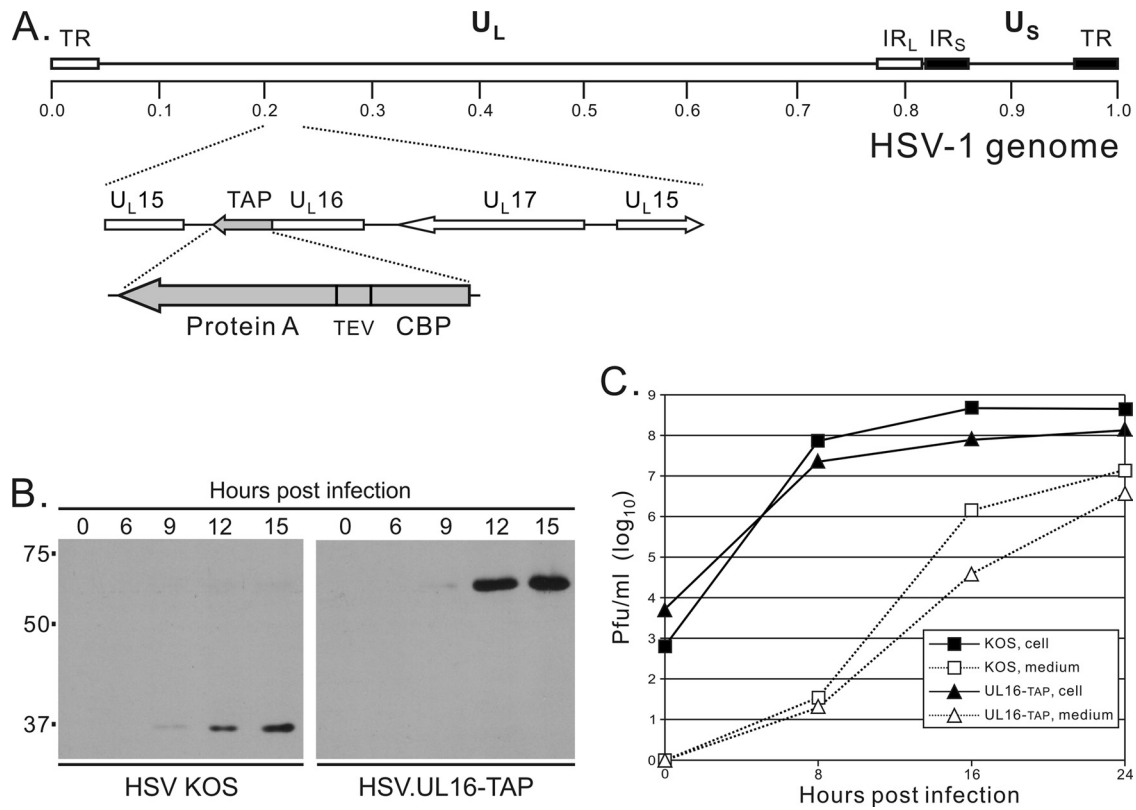 A.
TR UL IRL IRS US TR
0.0 0.1 0.2 0.3 0.4 0.5 0.6 0.7 0.8 0.9 1.0
HSV-1 genome
UL15 TAP UL16 UL17 UL15
Protein A TEV CBP
B.
Hours post infection
0 6 9 12 15 0 6 9 12 15
75
50
37
HSV KOS HSV.UL16-TAP
C.
Pfu/ml (log10)
9
8
7
6
5
4
3
2
1
0
0 8 16 24
Hours post infection
KOS, cell
KOS, medium
UL16-TAP, cell
UL16-TAP, medium